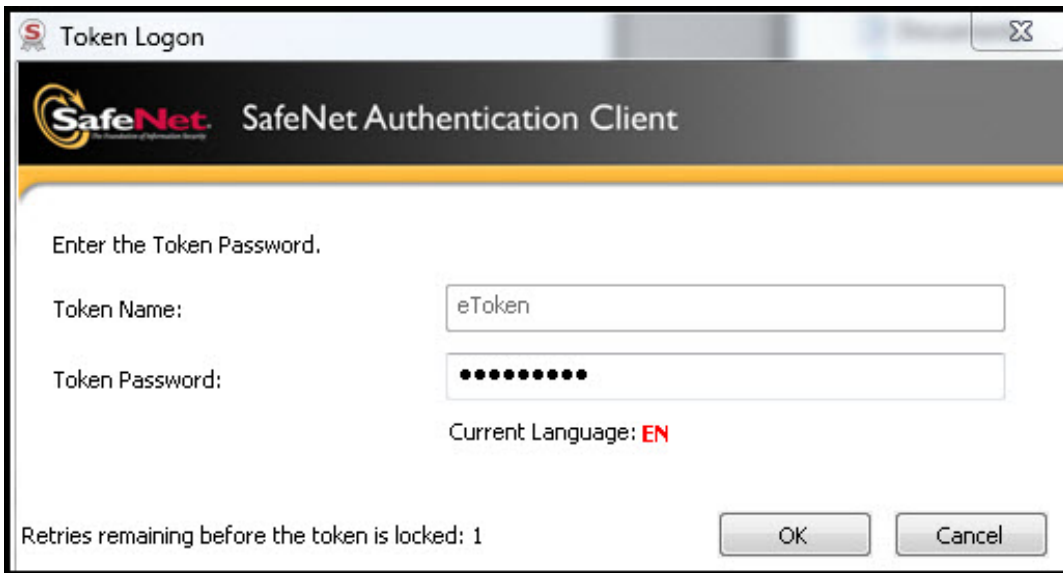 Token Logon
SafeNet. SafeNet Authentication Client
Enter the Token Password.
Token Name: eToken
Token Password: •••••••••
Current Language: EN
Retries remaining before the token is locked: 1 OK Cancel